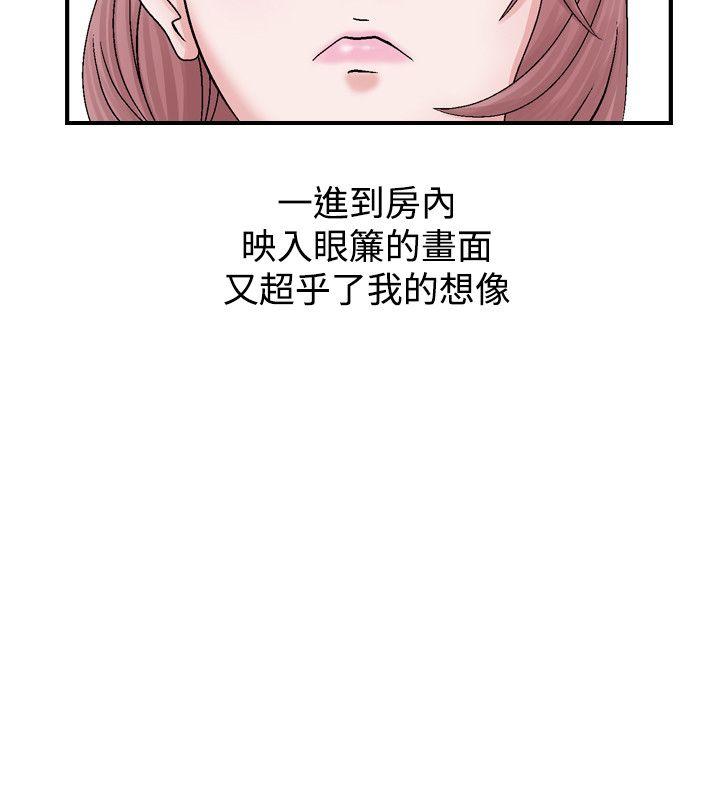 一進到房內
映入眼簾的畫面
又超乎了我的想像